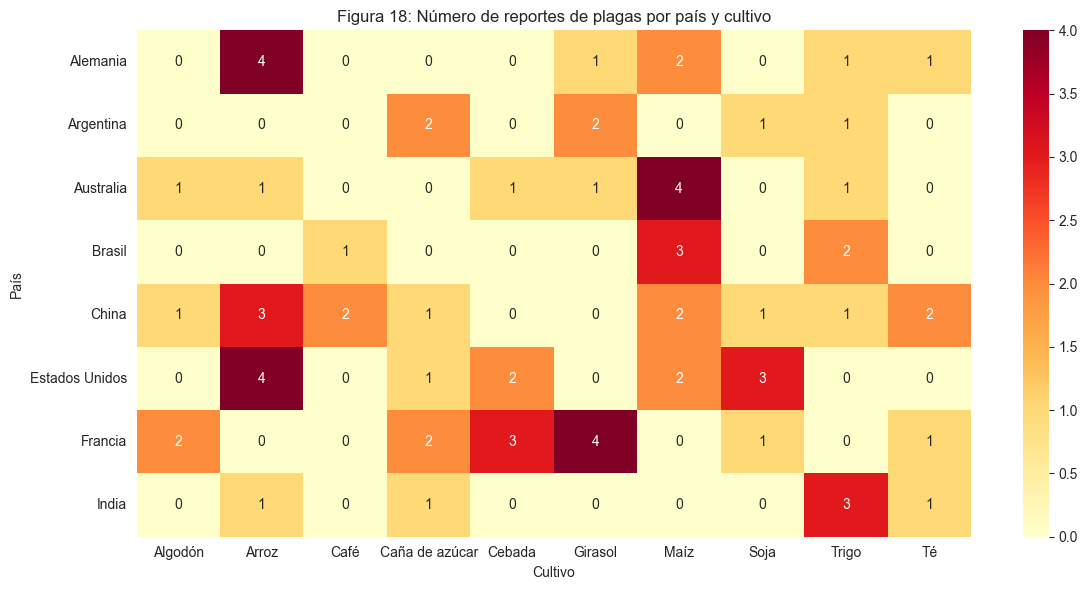 Figura 18: Número de reportes de plagas por país y cultivo
Alemania 0 4 0 0 0 1 2 0 1 1
Argentina 0 0 0 2 0 2 0 1 1 0
Australia 1 1 0 0 1 1 4 0 1 0
Brasil 0 0 1 0 0 0 3 0 2 0
China 1 3 2 1 0 0 2 1 1 2
Estados Unidos 0 4 0 1 2 0 2 3 0 0
Francia 2 0 0 2 3 4 0 1 0 1
India 0 1 0 1 0 0 0 0 3 1
Algodón Arroz Café Caña de azúcar Cebada Girasol Maíz Soja Trigo Té
Cultivo
País
4.0
3.5
3.0
2.5
2.0
1.5
1.0
0.5
0.0